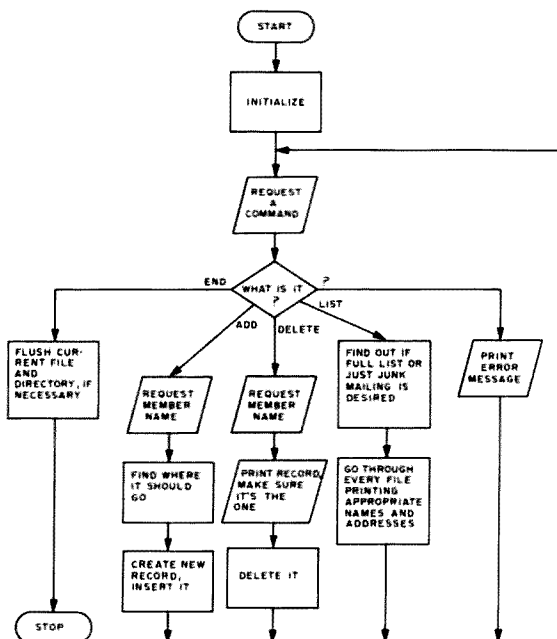 START
INITIALIZE
REQUEST
A
COMMAND
WHAT IS IT
?
END
ADD
DELETE
LIST
?
FLUSH CUR-
RENT FILE
AND
DIRECTORY, IF
NECESSARY
STOP
REQUEST
MEMBER
NAME
FIND WHERE
IT SHOULD
GO
CREATE NEW
RECORD,
INSERT IT
REQUEST
MEMBER
NAME
PRINT RECORD,
MAKE SURE
IT'S THE
ONE
DELETE IT
FIND OUT IF
FULL LIST OR
JUST JUNK
MAILING IS
DESIRED
GO THROUGH
EVERY FILE
PRINTING
APPROPRIATE
NAMES AND
ADDRESSES
PRINT
ERROR
MESSAGE